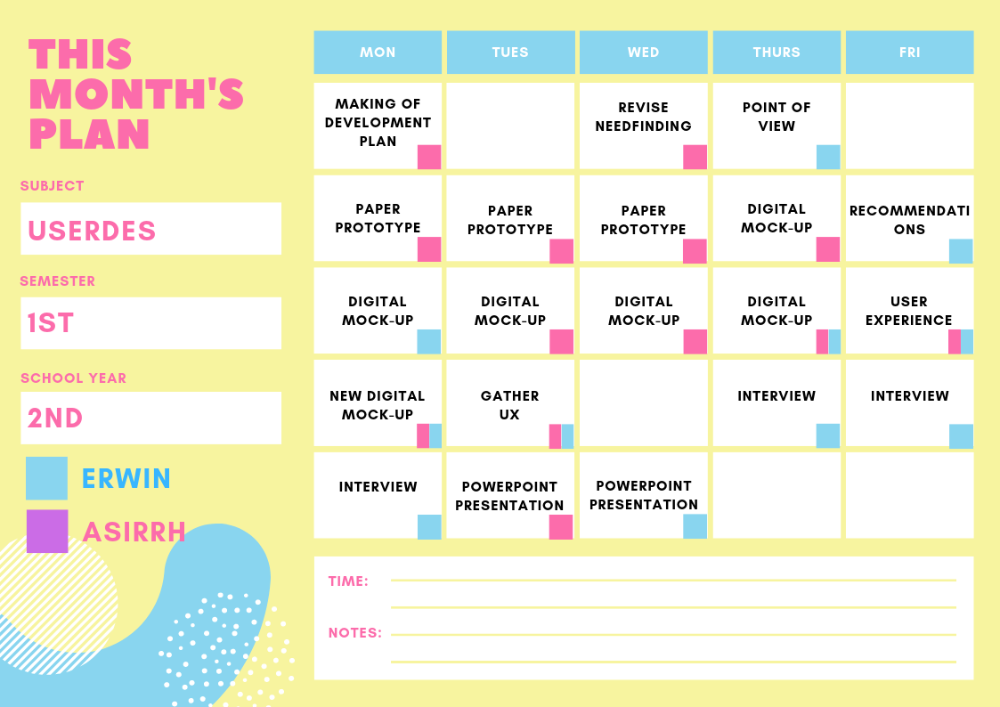 THIS
MONTH'S
PLAN
SUBJECT
USERDES
SEMESTER
1ST
SCHOOL YEAR
2ND
ERWIN
ASIRRH
MON
TUES
WED
THURS
FRI
MAKING OF
DEVELOPMENT
PLAN
REVISE
NEEDFINDING
POINT OF
VIEW
PAPER
PROTOTYPE
PAPER
PROTOTYPE
PAPER
PROTOTYPE
DIGITAL
MOCK-UP
RECOMMENDATI
ONS
DIGITAL
MOCK-UP
DIGITAL
MOCK-UP
DIGITAL
MOCK-UP
DIGITAL
MOCK-UP
USER
EXPERIENCE
NEW DIGITAL
MOCK-UP
GATHER
UX
INTERVIEW
INTERVIEW
INTERVIEW
POWERPOINT
PRESENTATION
POWERPOINT
PRESENTATION
TIME:
NOTES: